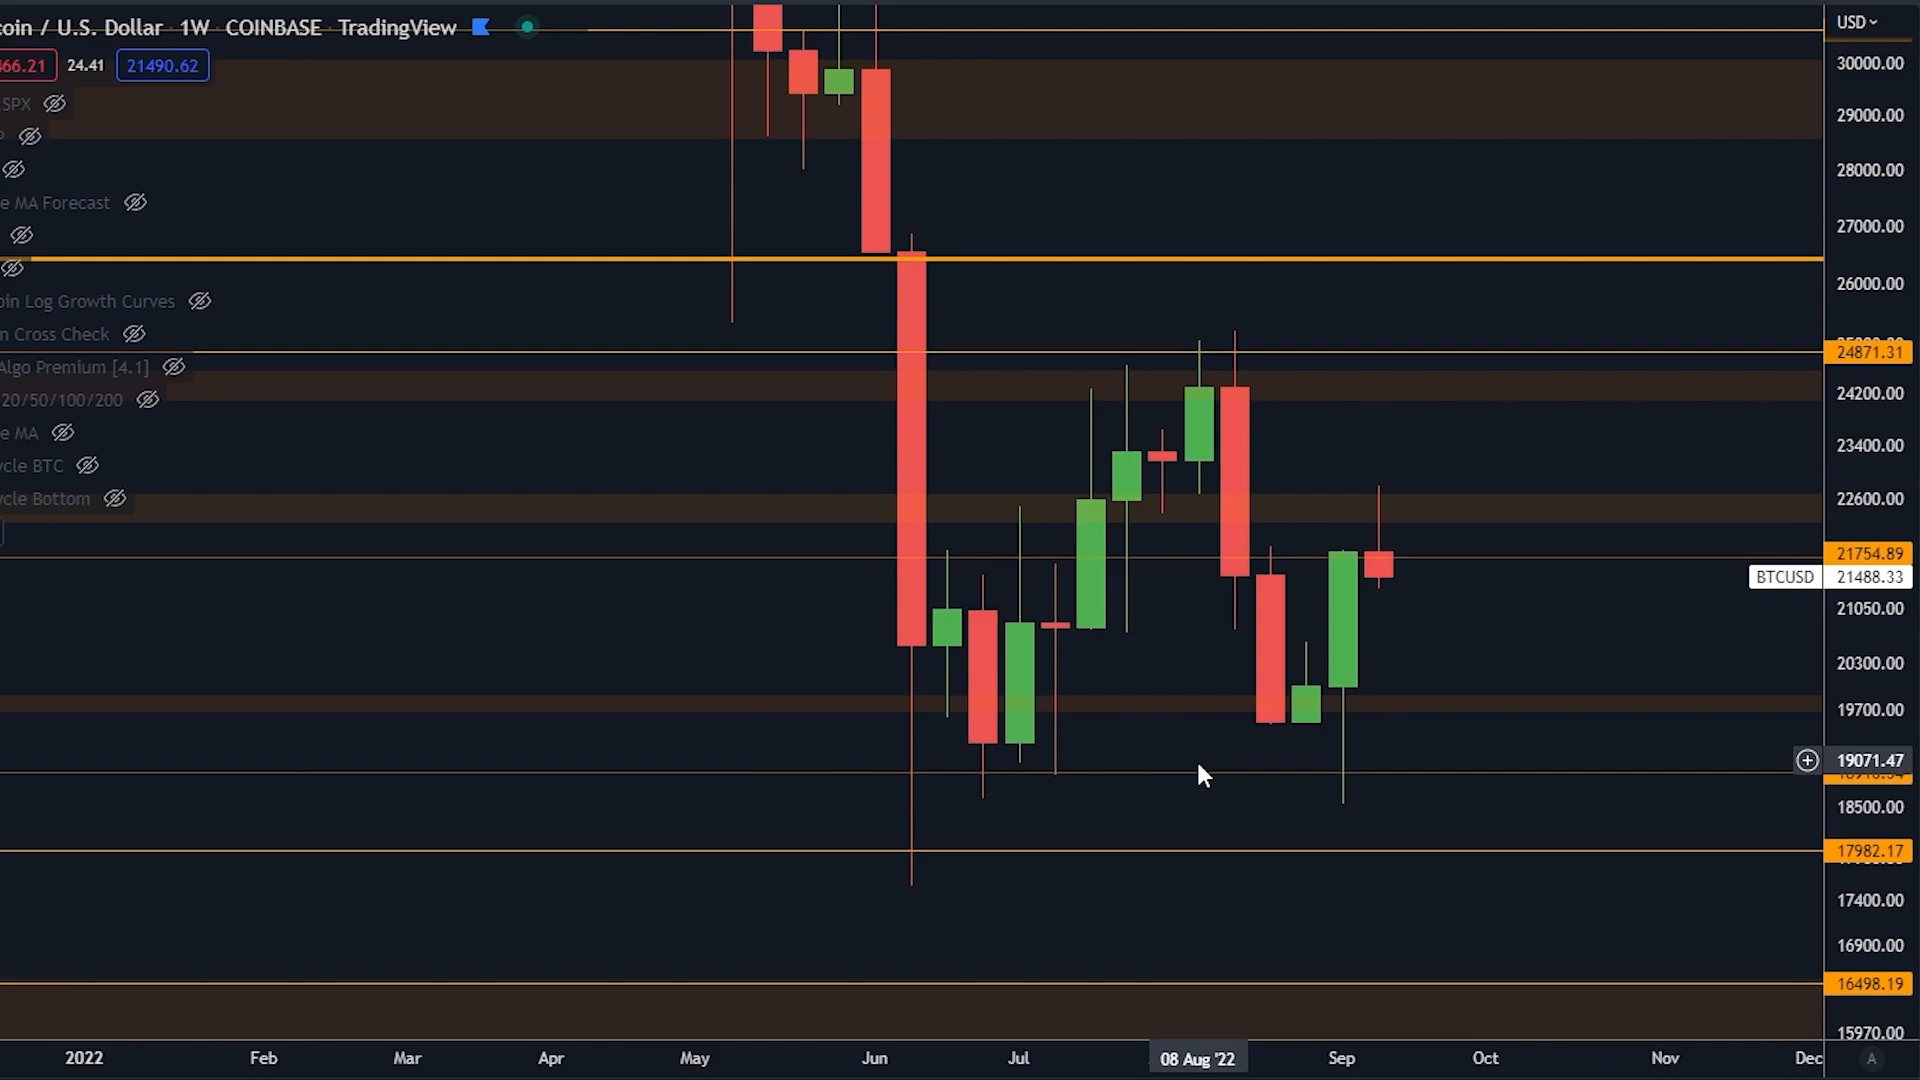 coin / U.S. Dollar · 1W · COINBASE · TradingView
USD
466.21 24.41 21490.62
30000.00
SPX
29000.00
28000.00
e MA Forecast
27000.00
26000.00
oin Log Growth Curves
n Cross Check
24871.31
Algo Premium [4.1]
20/50/100/200
24200.00
e MA
23400.00
ycle BTC
ycle Bottom
22600.00
21754.89
BTCUSD 21488.33
21050.00
20300.00
19700.00
19071.47
18500.00
17982.17
17400.00
16900.00
16498.19
15970.00
2022 Feb Mar Apr May Jun Jul 08 Aug '22 Sep Oct Nov Dec A